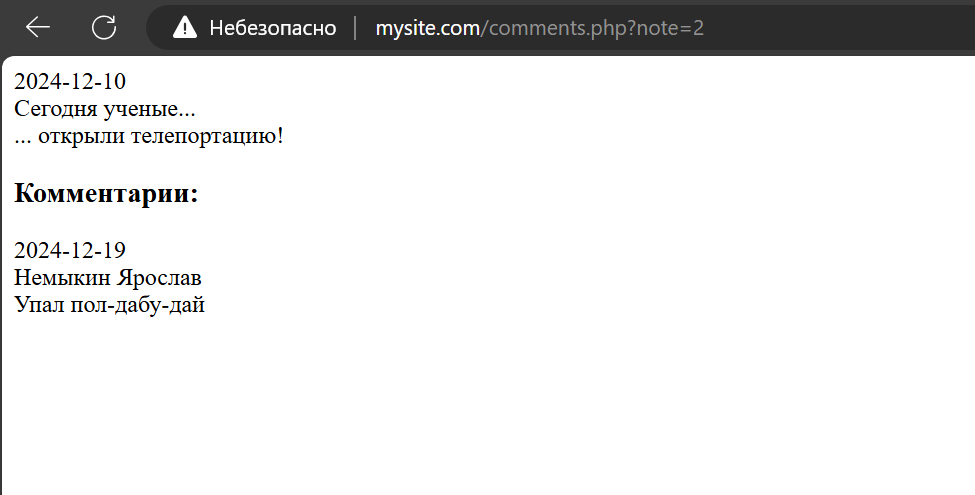 Небезопасно mysite.com/comments.php?note=2
2024-12-10
Сегодня ученые...
... открыли телепортацию!
Комментарии:
2024-12-19
Немыкин Ярослав
Упал пол-дабу-дай